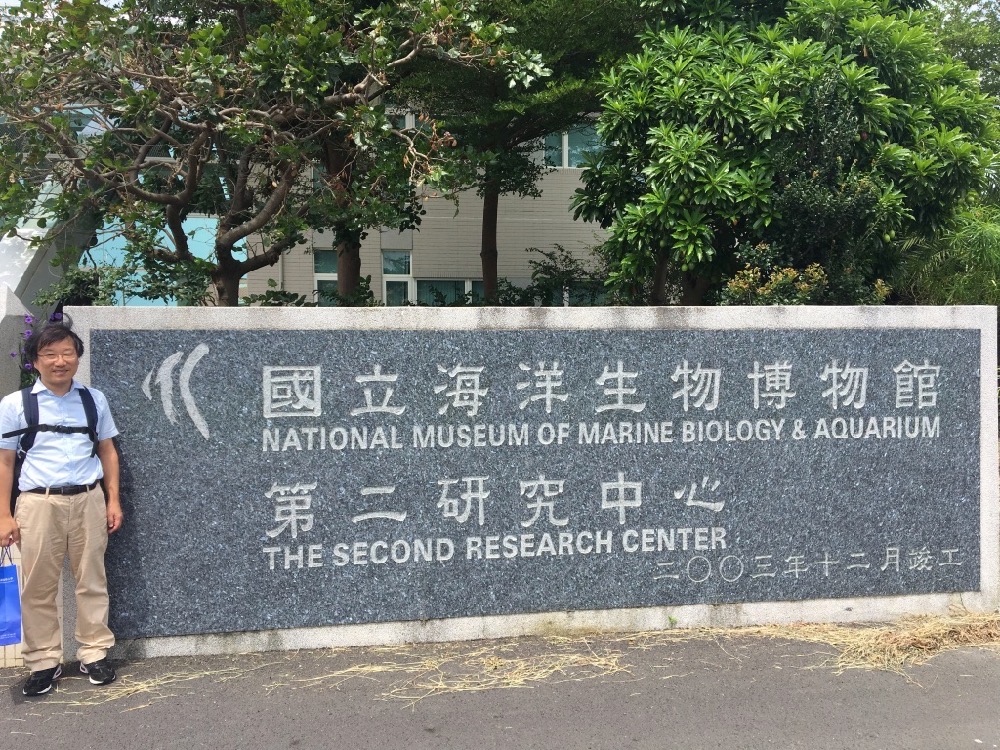 國立海洋生物博物館
NATIONAL MUSEUM OF MARINE BIOLOGY & AQUARIUM
第二研究中心
THE SECOND RESEARCH CENTER
二〇〇三年十二月竣工